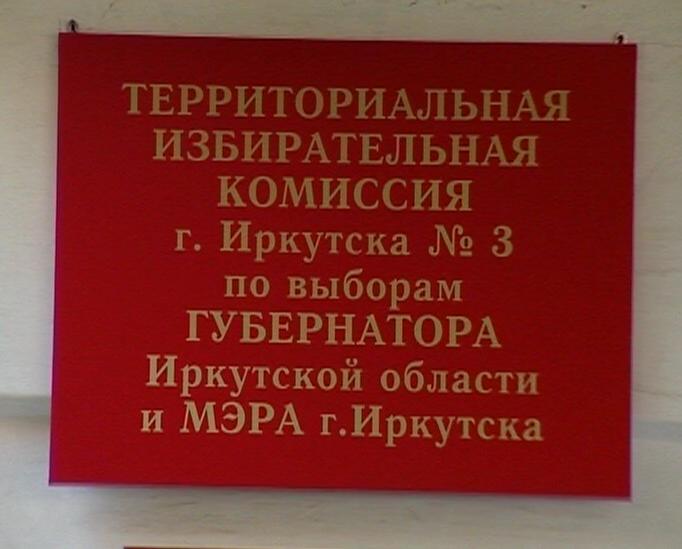 ТЕРРИТОРИАЛЬНАЯ
ИЗБИРАТЕЛЬНАЯ
КОМИССИЯ
г. Иркутска № 3
по выборам
ГУБЕРНАТОРА
Иркутской области
и МЭРА г.Иркутска